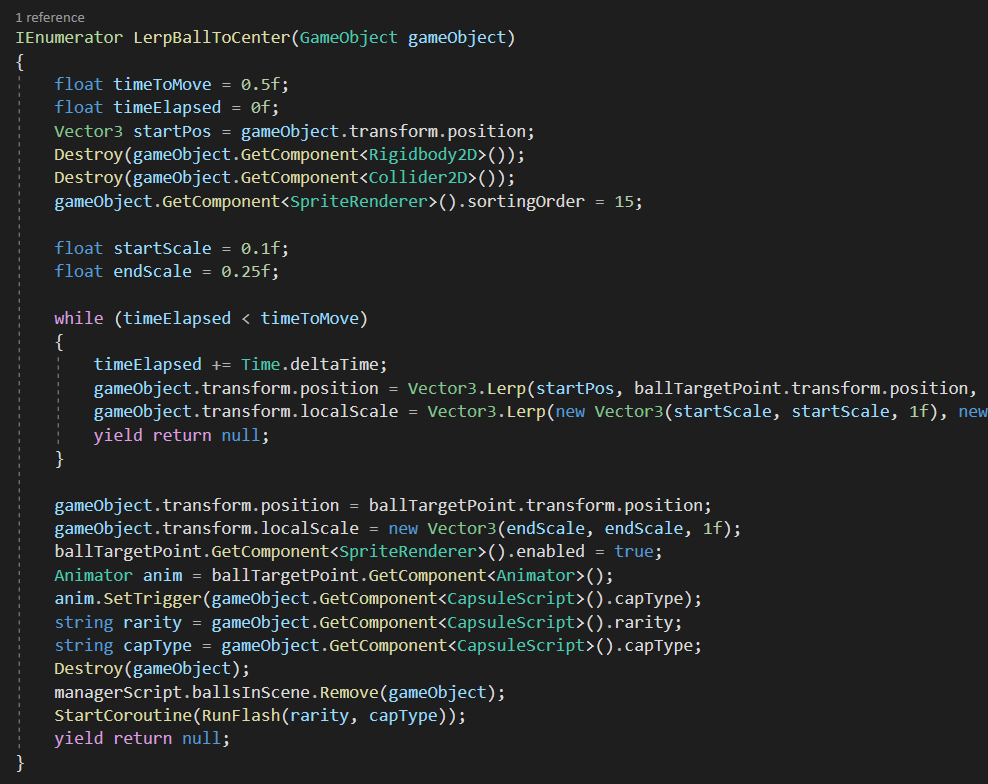 1 reference
IEnumerator LerpBallToCenter(GameObject gameObject)
{
    float timeToMove = 0.5f;
    float timeElapsed = 0f;
    Vector3 startPos = gameObject.transform.position;
    Destroy(gameObject.GetComponent<Rigidbody2D>());
    Destroy(gameObject.GetComponent<Collider2D>());
    gameObject.GetComponent<SpriteRenderer>().sortingOrder = 15;
    float startScale = 0.1f;
    float endScale = 0.25f;
    while (timeElapsed < timeToMove)
    {
        timeElapsed += Time.deltaTime;
        gameObject.transform.position = Vector3.Lerp(startPos, ballTargetPoint.transform.position,
        gameObject.transform.localScale = Vector3.Lerp(new Vector3(startScale, startScale, 1f), new
        yield return null;
    }
    gameObject.transform.position = ballTargetPoint.transform.position;
    gameObject.transform.localScale = new Vector3(endScale, endScale, 1f);
    ballTargetPoint.GetComponent<SpriteRenderer>().enabled = true;
    Animator anim = ballTargetPoint.GetComponent<Animator>();
    anim.SetTrigger(gameObject.GetComponent<CapsuleScript>().capType);
    string rarity = gameObject.GetComponent<CapsuleScript>().rarity;
    string capType = gameObject.GetComponent<CapsuleScript>().capType;
    Destroy(gameObject);
    managerScript.ballsInScene.Remove(gameObject);
    StartCoroutine(RunFlash(rarity, capType));
    yield return null;
}